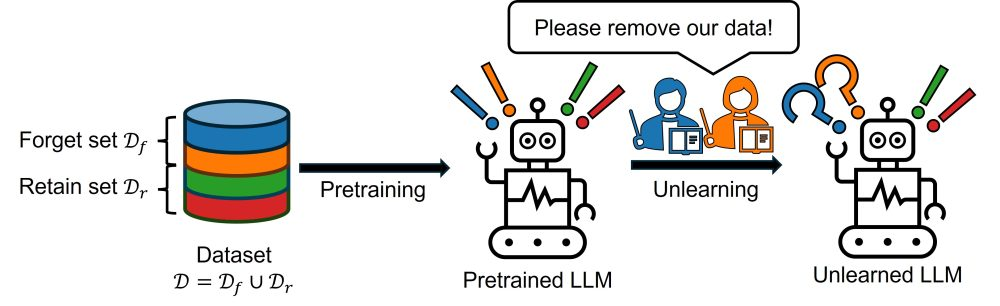 Please remove our data!
Forget set 𝒟_f
Retain set 𝒟_r
Pretraining
Unlearning
Dataset
𝒟 = 𝒟_f ∪ 𝒟_r
Pretrained LLM
Unlearned LLM